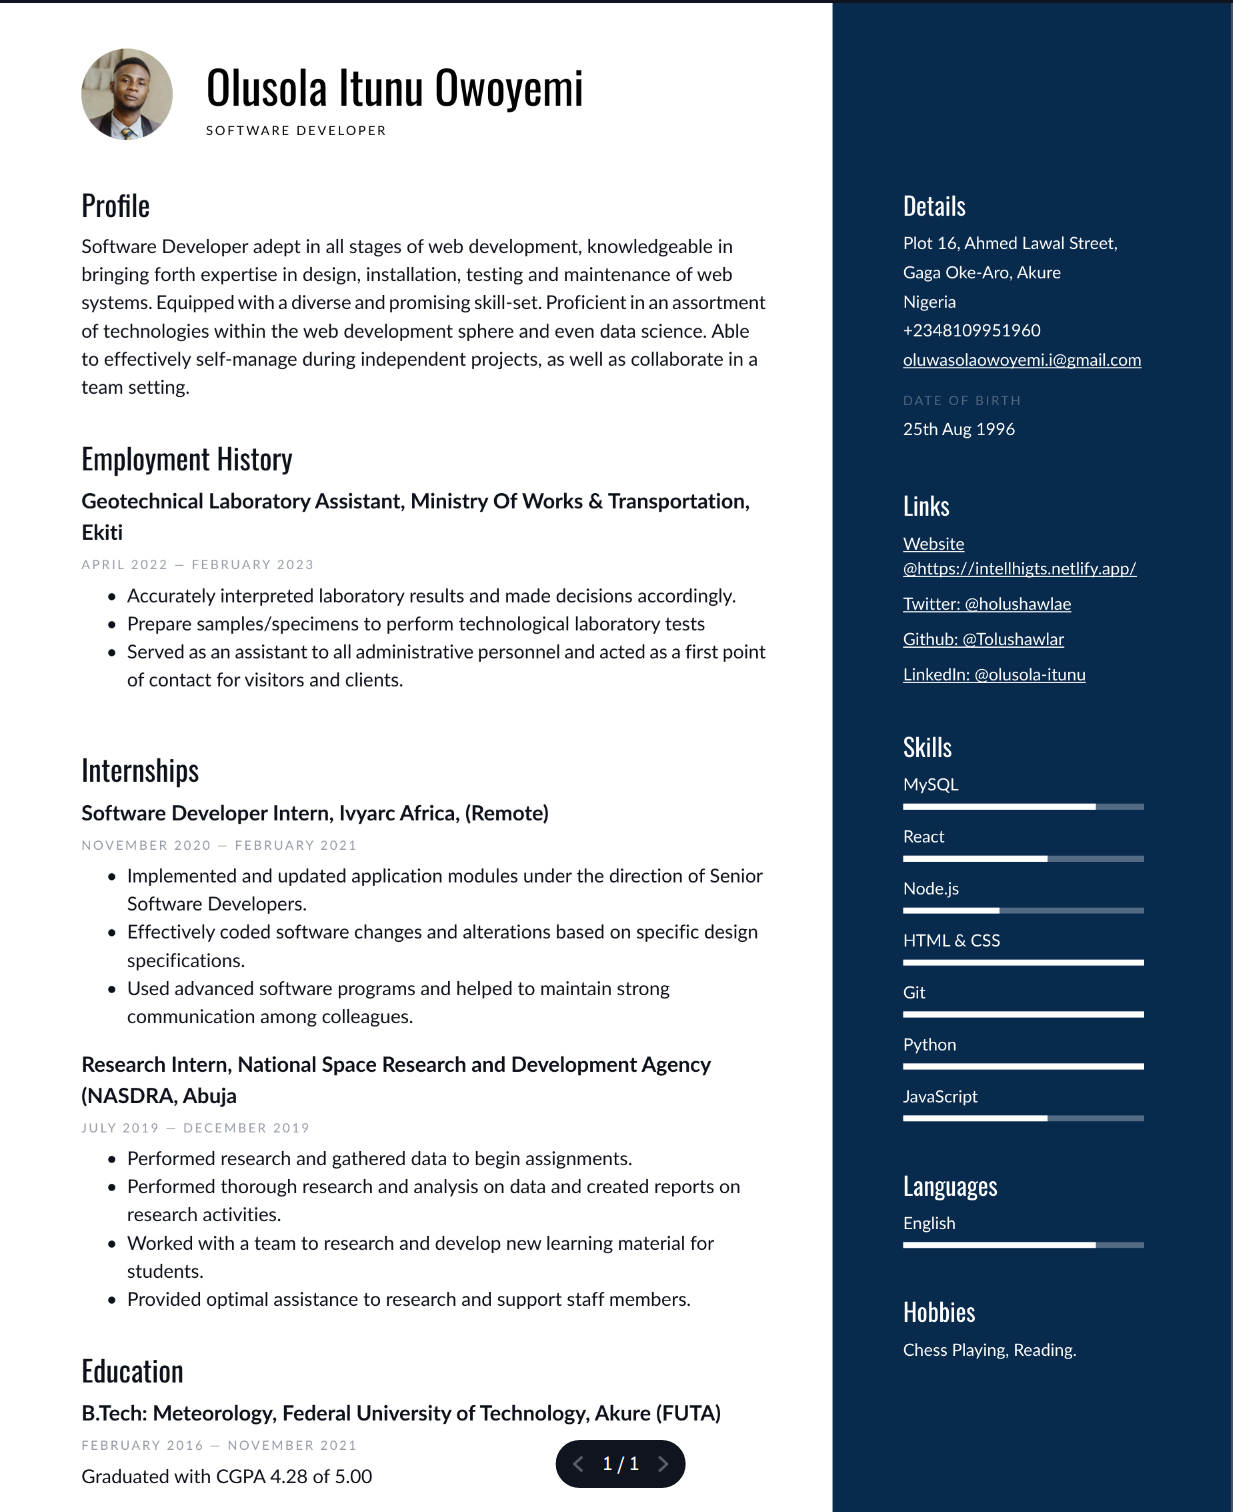 Olusola Itunu Owoyemi
SOFTWARE DEVELOPER
Profile
Software Developer adept in all stages of web development, knowledgeable in
bringing forth expertise in design, installation, testing and maintenance of web
systems. Equipped with a diverse and promising skill-set. Proficient in an assortment
of technologies within the web development sphere and even data science. Able
to effectively self-manage during independent projects, as well as collaborate in a
team setting.
Employment History
Geotechnical Laboratory Assistant, Ministry Of Works & Transportation,
Ekiti
APRIL 2022 — FEBRUARY 2023
• Accurately interpreted laboratory results and made decisions accordingly.
• Prepare samples/specimens to perform technological laboratory tests
• Served as an assistant to all administrative personnel and acted as a first point
of contact for visitors and clients.
Internships
Software Developer Intern, Ivyarc Africa, (Remote)
NOVEMBER 2020 — FEBRUARY 2021
• Implemented and updated application modules under the direction of Senior
Software Developers.
• Effectively coded software changes and alterations based on specific design
specifications.
• Used advanced software programs and helped to maintain strong
communication among colleagues.
Research Intern, National Space Research and Development Agency
(NASDRA, Abuja
JULY 2019 — DECEMBER 2019
• Performed research and gathered data to begin assignments.
• Performed thorough research and analysis on data and created reports on
research activities.
• Worked with a team to research and develop new learning material for
students.
• Provided optimal assistance to research and support staff members.
Education
B.Tech: Meteorology, Federal University of Technology, Akure (FUTA)
FEBRUARY 2016 — NOVEMBER 2021
Graduated with CGPA 4.28 of 5.00
1 / 1
Details
Plot 16, Ahmed Lawal Street,
Gaga Oke-Aro, Akure
Nigeria
+2348109951960
oluwasolaowoyemi.i@gmail.com
DATE OF BIRTH
25th Aug 1996
Links
Website
@https://intellhigts.netlify.app/
Twitter: @holushawlae
Github: @Tolushawlar
LinkedIn: @olusola-itunu
Skills
MySQL
React
Node.js
HTML & CSS
Git
Python
JavaScript
Languages
English
Hobbies
Chess Playing, Reading.